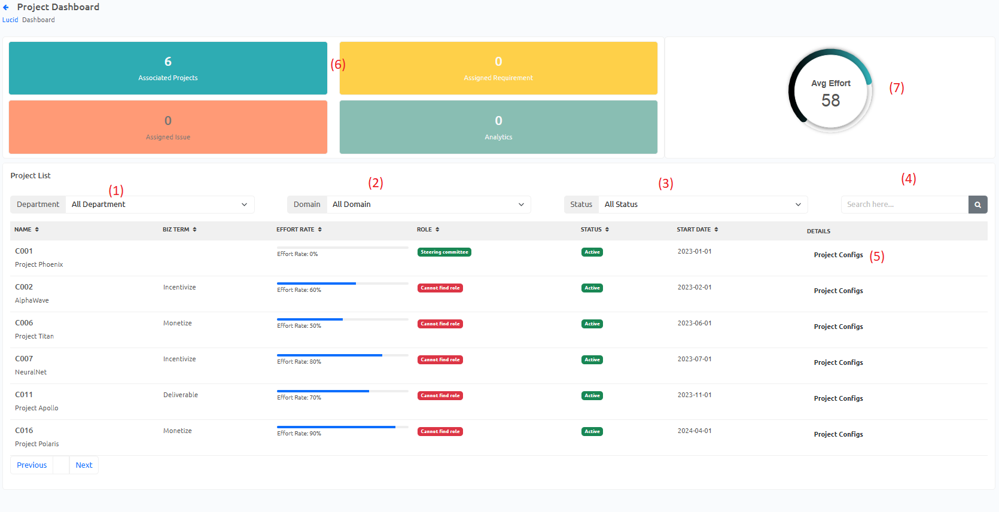 Project Dashboard
Lucid Dashboard
6
Associated Projects
(6)
0
Assigned Requirement
0
Assigned Issue
0
Analytics
Avg Effort
58
(7)
Project List
(1)
(2)
(3)
(4)
Department All Department
Domain All Domain
Status All Status
Search here...
NAME BIZ TERM EFFORT RATE ROLE STATUS START DATE DETAILS
C001 Steering committee Active 2023-01-01
Effort Rate: 0% Project Configs (5)
Project Phoenix
C002 Incentivize Cannot find role Active 2023-02-01
Effort Rate: 60% Project Configs
AlphaWave
C006 Monetize Cannot find role Active 2023-06-01
Effort Rate: 50% Project Configs
Project Titan
C007 Incentivize Cannot find role Active 2023-07-01
Effort Rate: 80% Project Configs
NeuralNet
C011 Deliverable Cannot find role Active 2023-11-01
Effort Rate: 70% Project Configs
Project Apollo
C016 Monetize Cannot find role Active 2024-04-01
Effort Rate: 90% Project Configs
Project Polaris
Previous Next